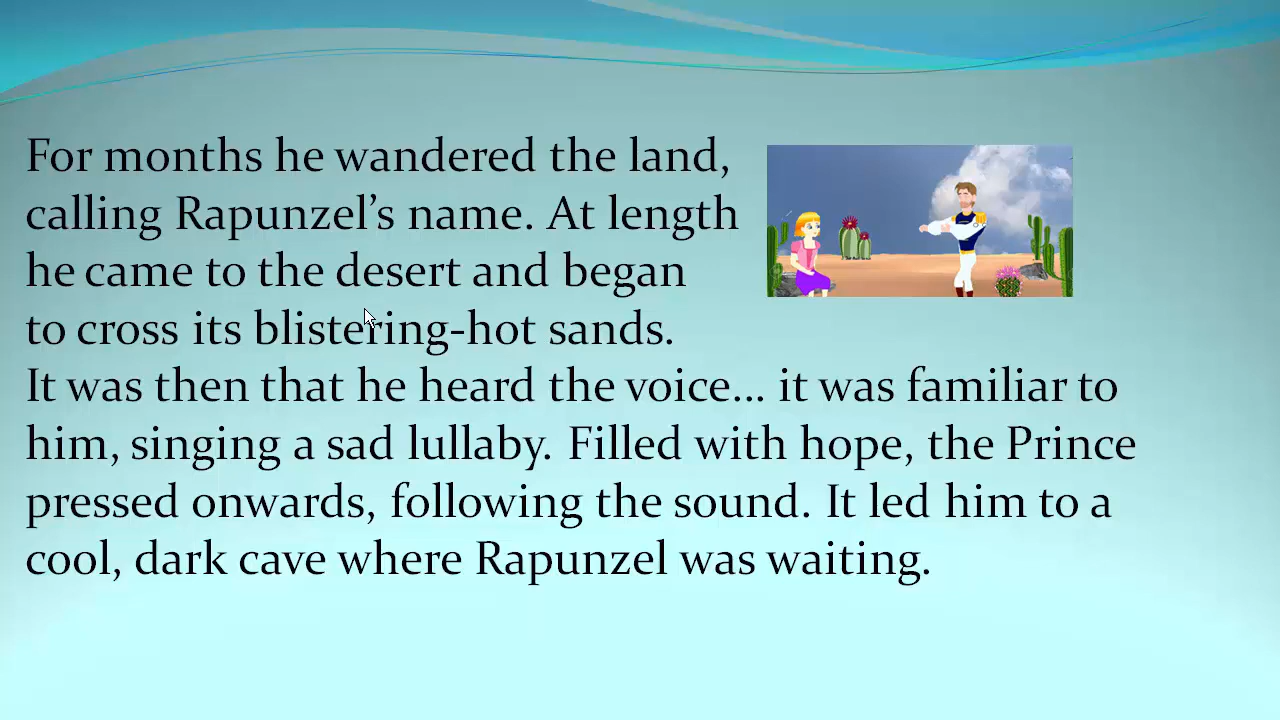 For months he wandered the land,
calling Rapunzel’s name. At length
he came to the desert and began
to cross its blistering-hot sands.
It was then that he heard the voice... it was familiar to
him, singing a sad lullaby. Filled with hope, the Prince
pressed onwards, following the sound. It led him to a
cool, dark cave where Rapunzel was waiting.